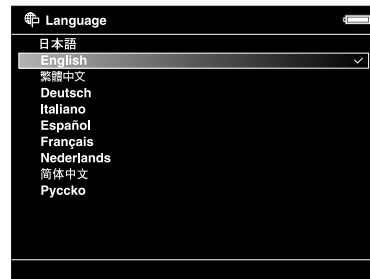 Language
日本語
English
繁體中文
Deutsch
Italiano
Español
Français
Nederlands
简体中文
Pyccko